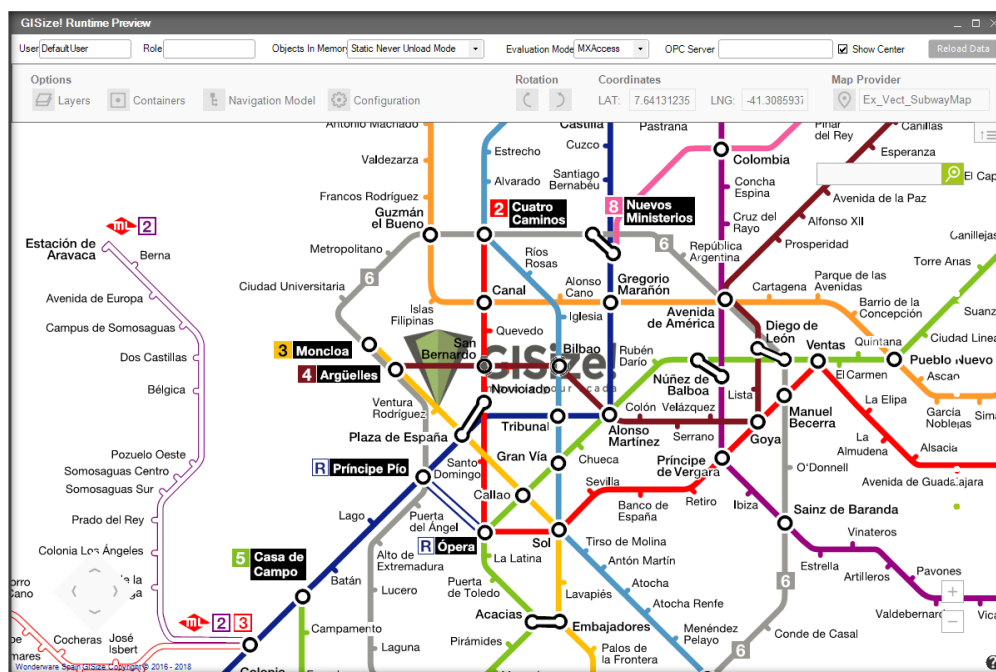 GISize! Runtime Preview
User DefaultUser Role Objects In Memory Static Never Unload Mode Evaluation Mode MXAccess OPC Server Show Center Reload Data
Options Rotation Coordinates Map Provider
Layers Containers Navigation Model Configuration LAT: 7.64131235 LNG: -41.3085937 Ex_Vect_SubwayMap
Antonio Machado
Castilla
Pastrana
Pinar
del Rey
Canillas
Estrecho
Cuzco
Valdezarza
Colombia
Esperanza
Alvarado
Santiago
Bernabéu
Concha
Espina
El Cap
Francos Rodríguez
Avenida de la Paz
Guzmán
el Bueno
2 Cuatro
Caminos
8 Nuevos
Ministerios
Cruz del
Rayo
Alfonso XII
mL 2
Estación de
Aravaca
Berna
Metropolitano
6
Ríos
Rosas
6
República
Argentina
Prosperidad
Canillejas
Torre Arias
Ciudad Universitaria
Canal
Alonso
Cano
Gregorio
Marañón
Cartagena
Parque de las
Avenidas
Avenida de Europa
Islas
Filipinas
Iglesia
Avenida
de América
Barrio de la
Concepción
Suanz
Campus de Somosaguas
Quevedo
Diego de
León
Ciudad Linea
Dos Castillas
3 Moncloa
San
Bernardo
GISize!
Bilbao
Rubén
Darío
Ventas
Quintana
Pueblo Nuevo
4 Argüelles
Núñez de
Balboa
El Carmen
Ascao
Bélgica
Noviciado
Lista
Ventura
Rodríguez
Colón
Velázquez
Manuel
Becerra
La Elipa
García
Noblejas
Sima
Plaza de España
Tribunal
Alonso
Martínez
Serrano
Goya
La
Almudena
Alsacia
Pozuelo Oeste
Gran Vía
Chueca
Príncipe
de Vergara
O'Donnell
Somosaguas Centro
R Príncipe Pío
Santo
Domingo
Sevilla
Avenida de Guadalajara
Somosaguas Sur
Callao
Banco de
España
Retiro
Ibiza
Sainz de Baranda
Prado del Rey
Lago
Puerta
del Ángel
R Ópera
Sol
Tirso de Molina
Vinateros
Colonia Los Ángeles
5 Casa de
Campo
Alto de
Extremadura
La Latina
Antón Martín
Estrella
Artilleros
Pavones
Batán
Lucero
Puerta
de Toledo
Lavapiés
Atocha
6
Atocha Renfe
Valdebernard
Vica
mL 2 3
Acacias
Embajadores
Cocheras
José
Isbert
Campamento
Pirámides
Menéndez
Pelayo
Conde de Casal
Laguna
Palos de
la Frontera
6
Colonia
Wonderware Spain GISize Copyright © 2016 - 2018